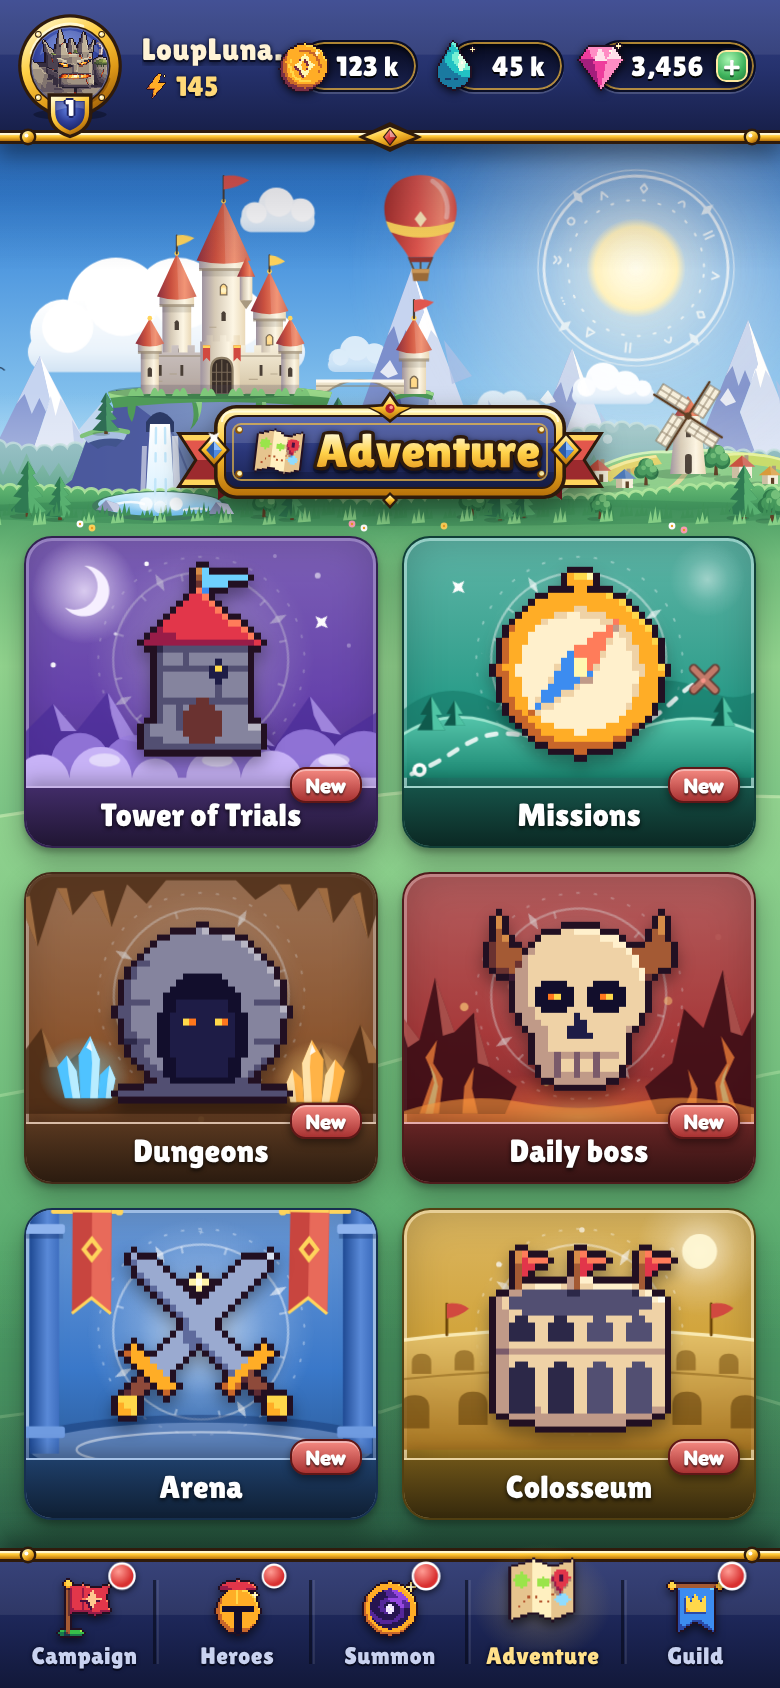 LoupLuna.
145
1
123 k
45 k
3,456
Adventure
New
Tower of Trials
New
Missions
New
Dungeons
New
Daily boss
New
Arena
New
Colosseum
Campaign
Heroes
Summon
Adventure
Guild